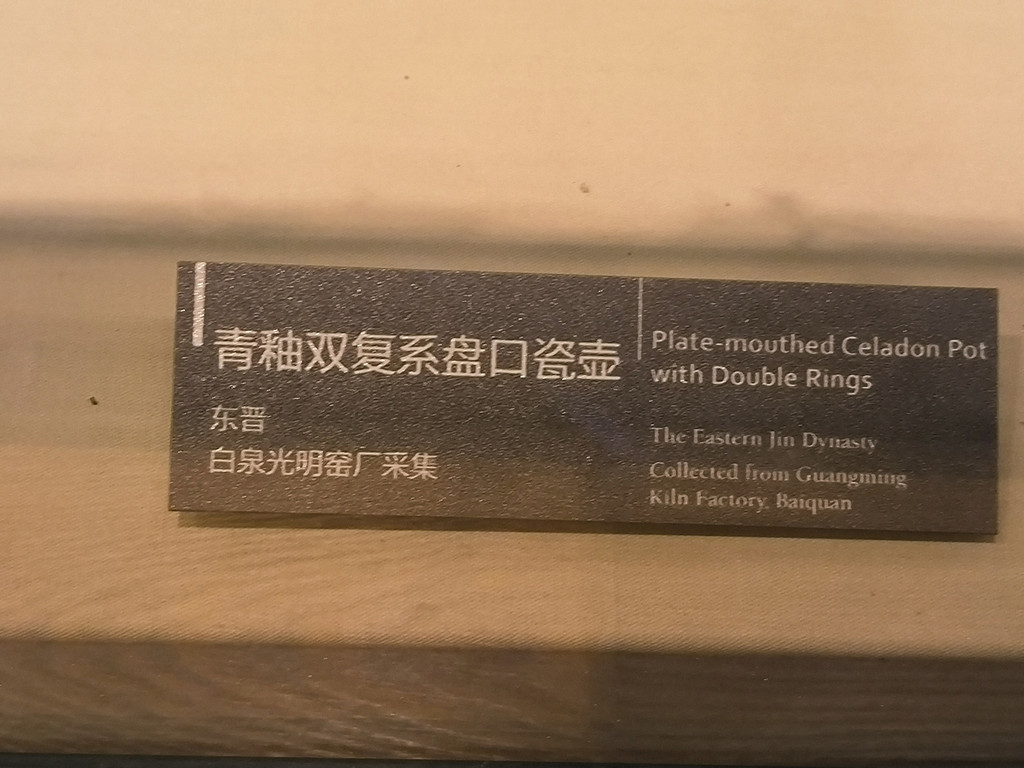 青釉双复系盘口瓷壶
东晋
白泉光明窑厂采集
Plate-mouthed Celadon Pot
with Double Rings
The Eastern Jin Dynasty
Collected from Guangming
Kiln Factory, Baiquan